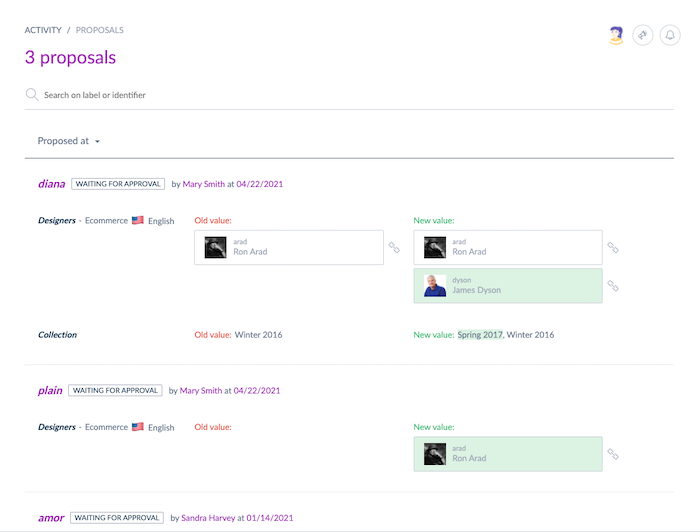 ACTIVITY / PROPOSALS
3 proposals
Search on label or identifier
Proposed at
diana WAITING FOR APPROVAL by Mary Smith at 04/22/2021
Designers - Ecommerce English Old value: New value:
arad arad
Ron Arad Ron Arad
dyson
James Dyson
Collection Old value: Winter 2016 New value: Spring 2017, Winter 2016
plain WAITING FOR APPROVAL by Mary Smith at 04/22/2021
Designers - Ecommerce English Old value: New value:
arad
Ron Arad
amor WAITING FOR APPROVAL by Sandra Harvey at 01/14/2021